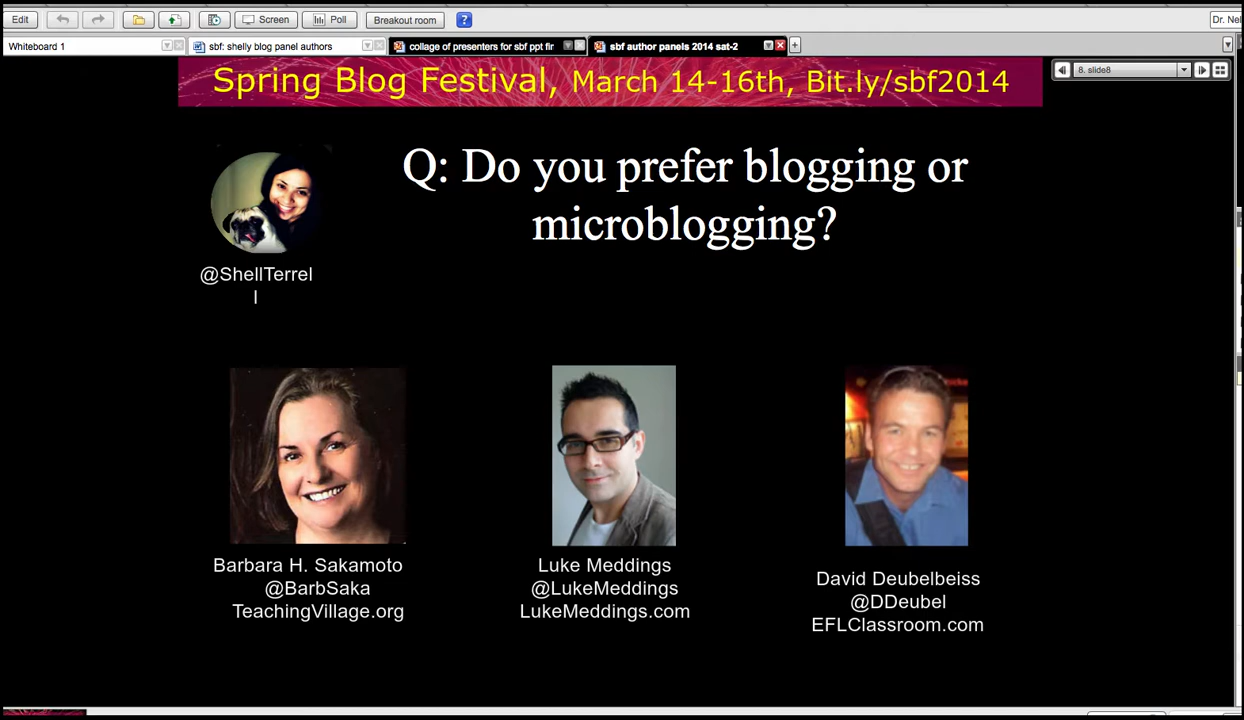 Edit
Screen
Poll
Breakout room
?
Dr. Nel
Whiteboard 1
sbf: shelly blog panel authors
collage of presenters for sbf ppt fir
sbf author panels 2014 sat-2
8. slide8
Spring Blog Festival, March 14-16th, Bit.ly/sbf2014
Q: Do you prefer blogging or
microblogging?
@ShellTerrel
l
Barbara H. Sakamoto
@BarbSaka
TeachingVillage.org
Luke Meddings
@LukeMeddings
LukeMeddings.com
David Deubelbeiss
@DDeubel
EFLClassroom.com